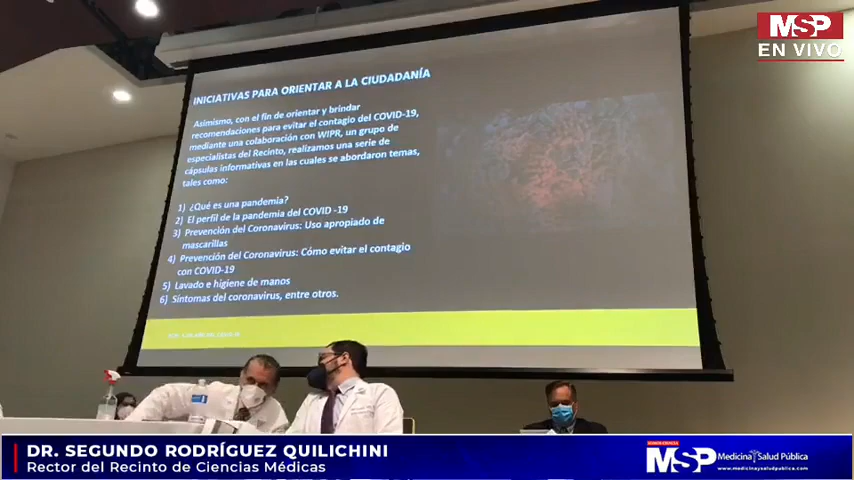 MSP
EN VIVO
INICIATIVAS PARA ORIENTAR A LA CIUDADANÍA
Asimismo, con el fin de orientar y brindar
recomendaciones para evitar el contagio del COVID-19,
mediante una colaboración con WIPR, un grupo de
especialistas del Recinto, realizamos una serie de
cápsulas informativas en las cuales se abordaron temas,
tales como:
1) ¿Qué es una pandemia?
2) El perfil de la pandemia del COVID -19
3) Prevención del Coronavirus: Uso apropiado de
mascarillas
4) Prevención del Coronavirus: Cómo evitar el contagio
con COVID-19
5) Lavado e higiene de manos
6) Síntomas del coronavirus, entre otros.
DR. SEGUNDO RODRÍGUEZ QUILICHINI
Rector del Recinto de Ciencias Médicas
MSP Medicina y Salud Pública
www.medicinaysaludpublica.com